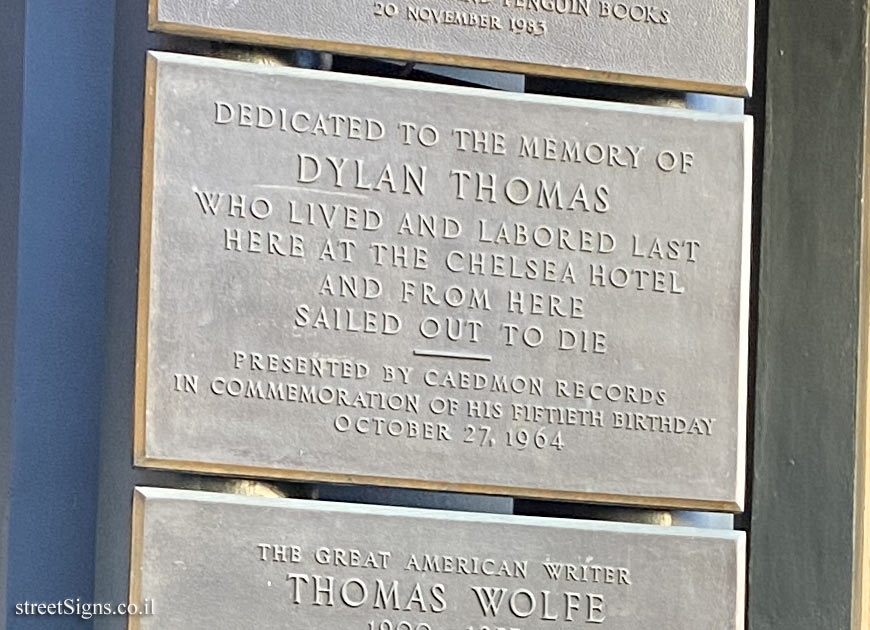 PENGUIN BOOKS
20 NOVEMBER 1983
DEDICATED TO THE MEMORY OF
DYLAN THOMAS
WHO LIVED AND LABORED LAST
HERE AT THE CHELSEA HOTEL
AND FROM HERE
SAILED OUT TO DIE
PRESENTED BY CAEDMON RECORDS
IN COMMEMORATION OF HIS FIFTIETH BIRTHDAY
OCTOBER 27, 1964
THE GREAT AMERICAN WRITER
THOMAS WOLFE
streetSigns.co.il